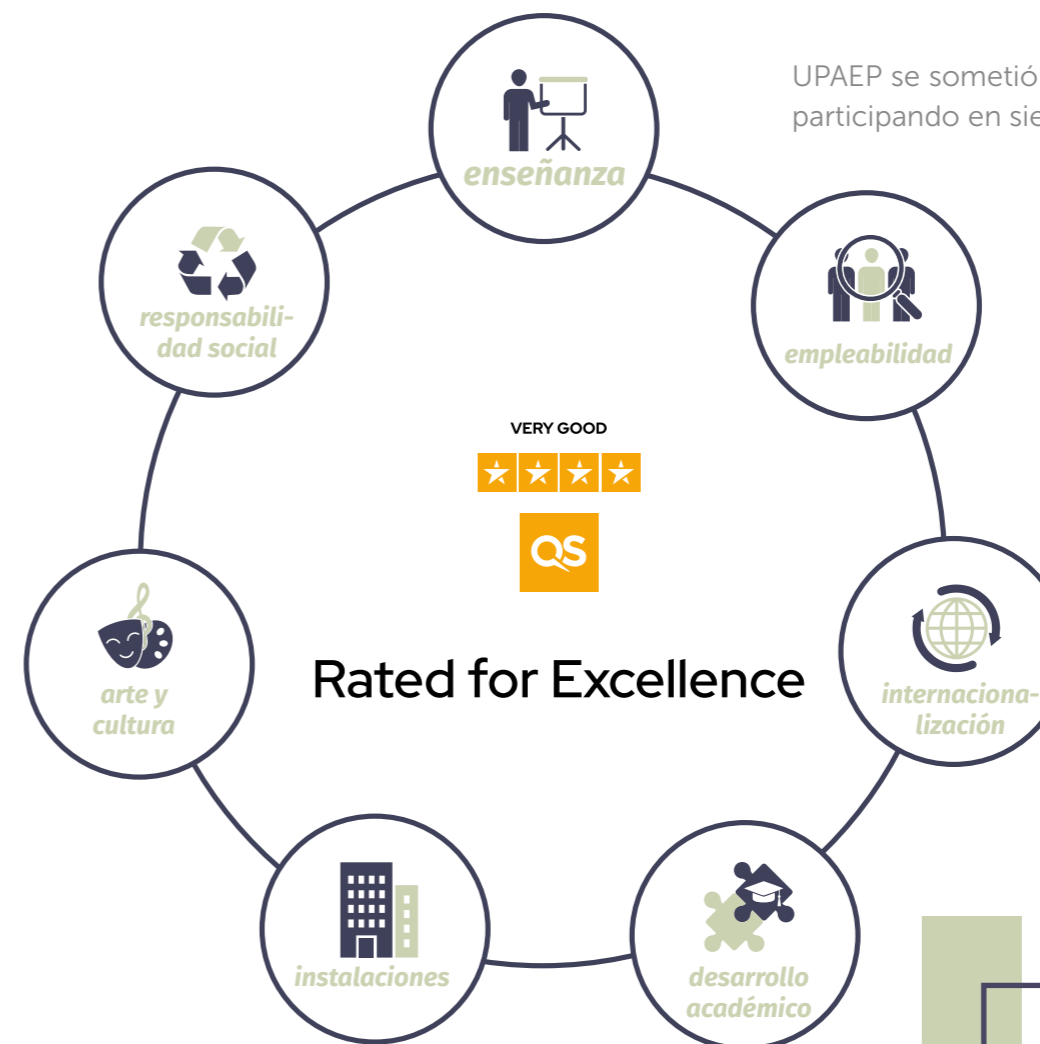 UPAEP se sometió
participando en sie
enseñanza
empleabilidad
responsabili-
dad social
VERY GOOD
QS
Rated for Excellence
internaciona-
lización
arte y
cultura
instalaciones
desarrollo
académico